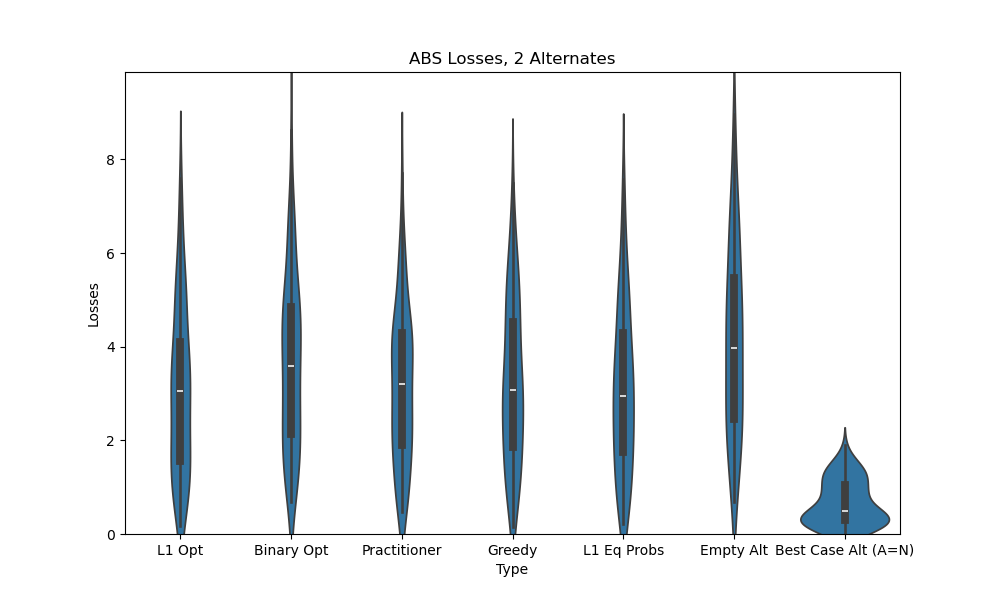 ABS Losses, 2 Alternates
8
6
4
2
0
Losses
L1 Opt Binary Opt Practitioner Greedy L1 Eq Probs Empty Alt Best Case Alt (A=N)
Type